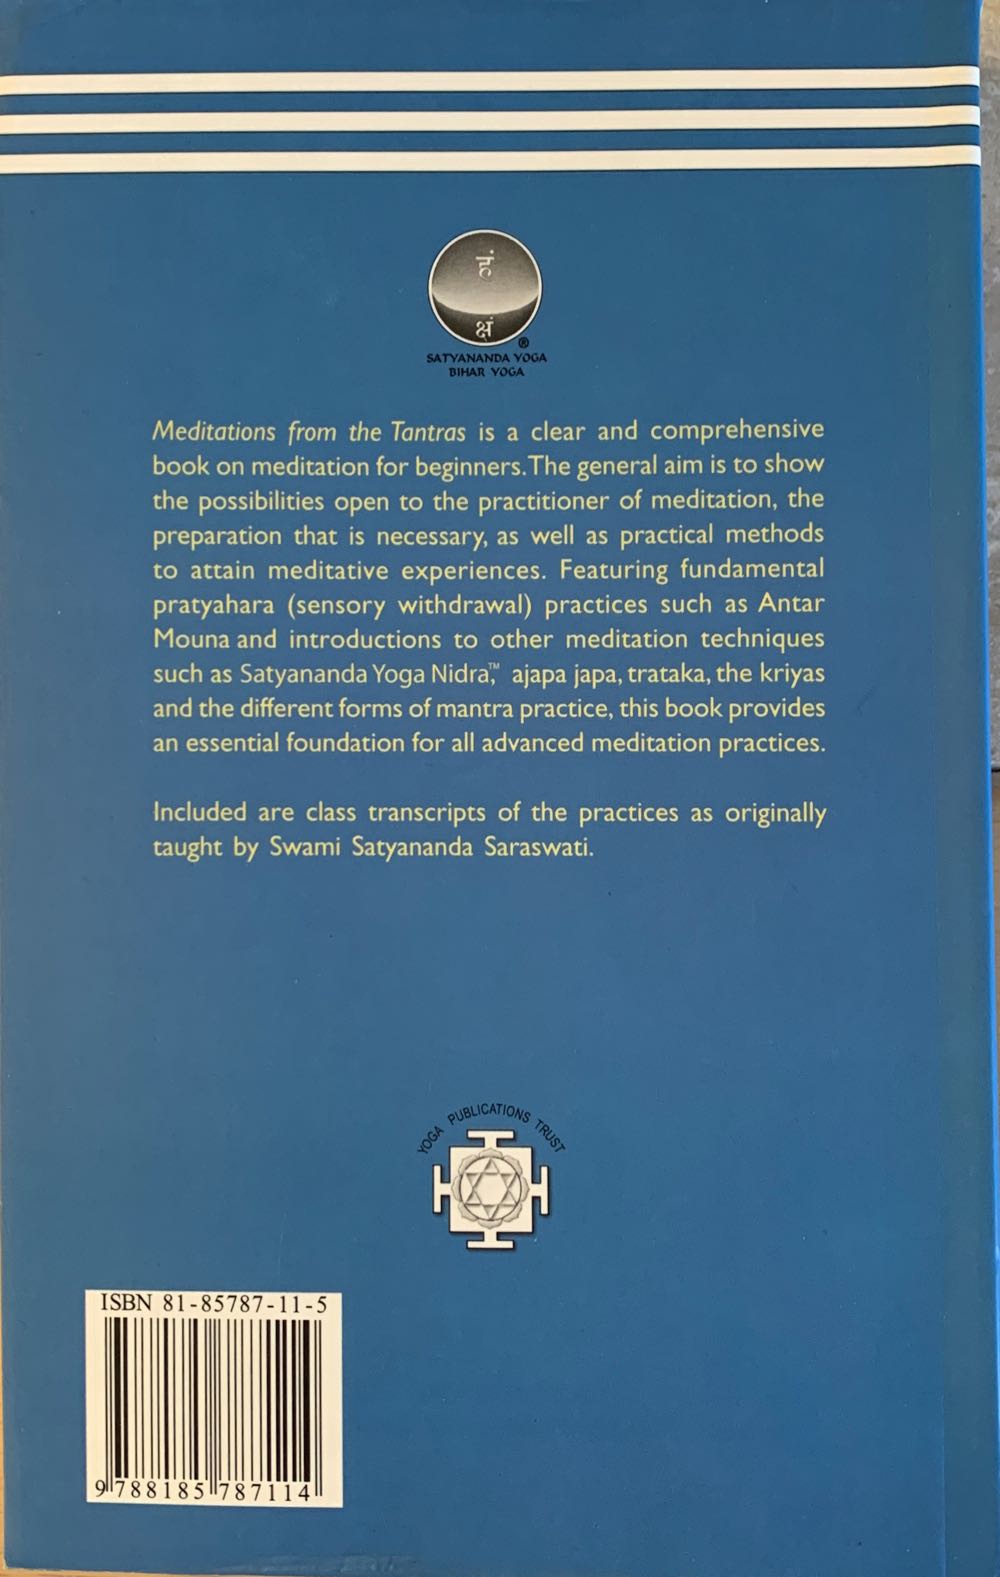 हं
क्षं
®
SATYANANDA YOGA
BIHAR YOGA
Meditations from the Tantras is a clear and comprehensive
book on meditation for beginners. The general aim is to show
the possibilities open to the practitioner of meditation, the
preparation that is necessary, as well as practical methods
to attain meditative experiences. Featuring fundamental
pratyahara (sensory withdrawal) practices such as Antar
Mouna and introductions to other meditation techniques
such as Satyananda Yoga Nidra,™ ajapa japa, trataka, the kriyas
and the different forms of mantra practice, this book provides
an essential foundation for all advanced meditation practices.
Included are class transcripts of the practices as originally
taught by Swami Satyananda Saraswati.
YOGA PUBLICATIONS TRUST
ISBN 81-85787-11-5
9 788185 787114